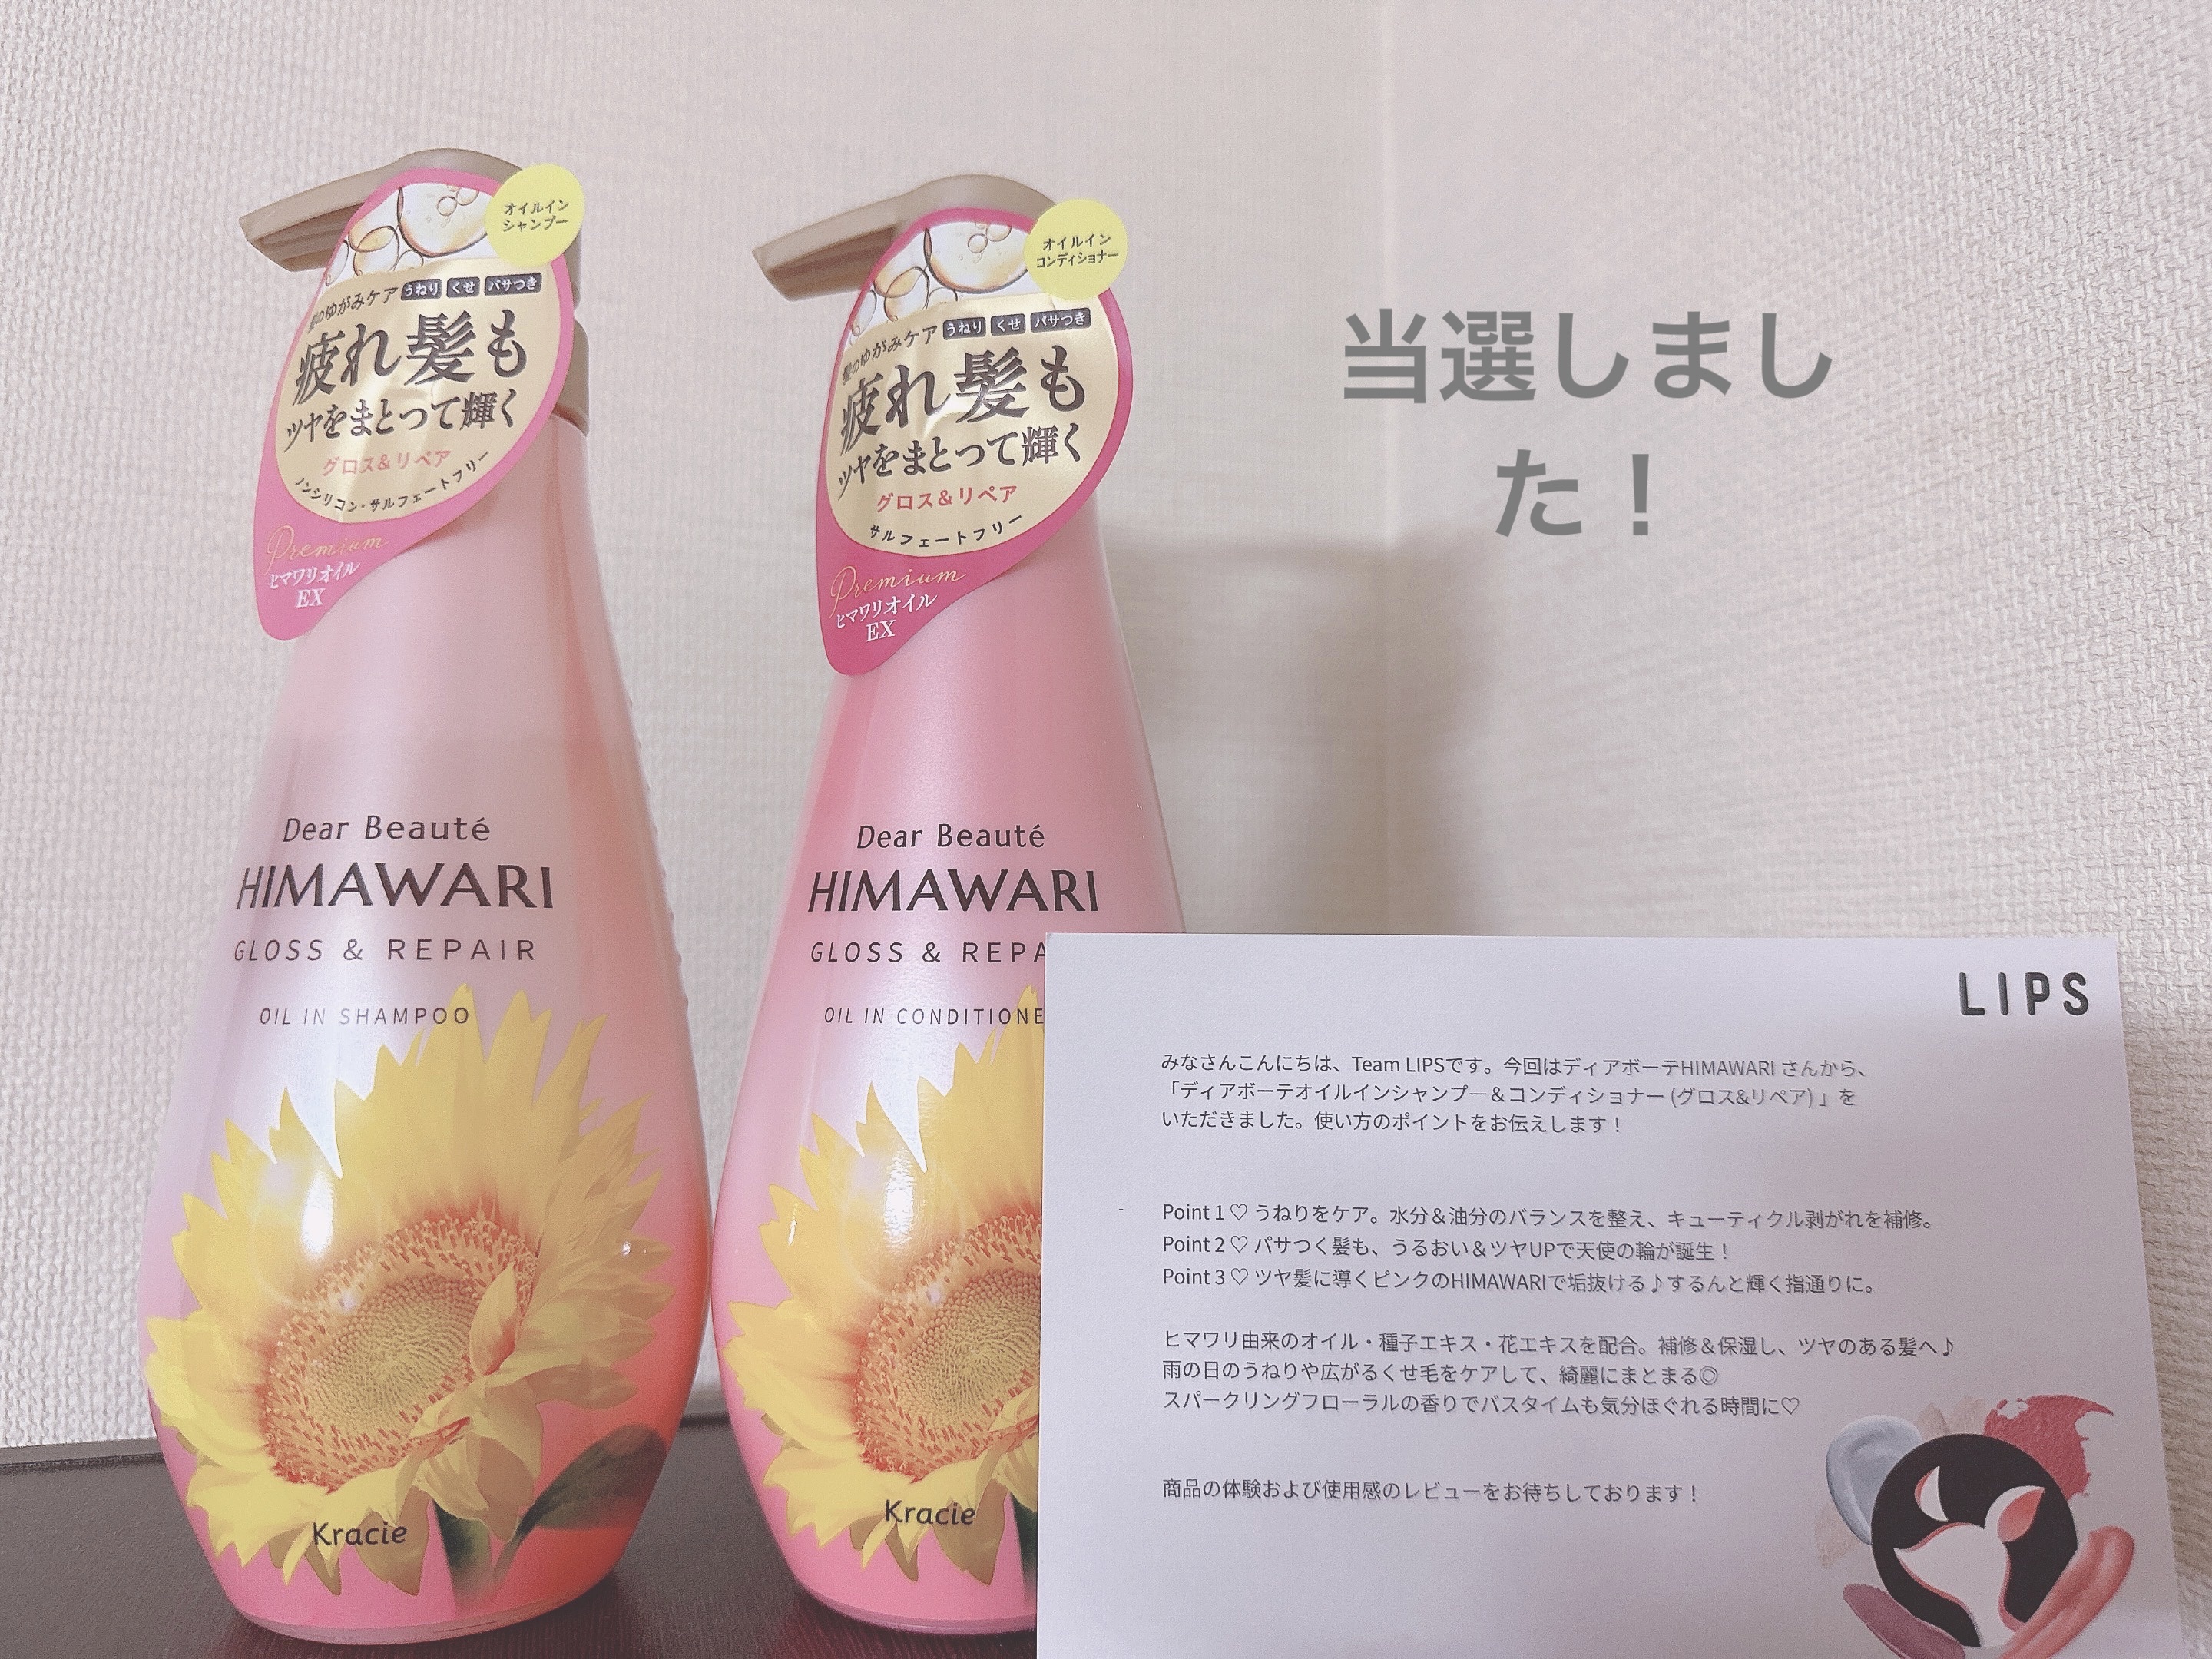 オイルイン
シャンプー
髪のゆがみケア うねり くせ パサつき
疲れ髪も
ツヤをまとって輝く
グロス&リペア
ノンシリコン・サルフェートフリー
Premium
ヒマワリオイル
EX
Dear Beauté
HIMAWARI
GLOSS & REPAIR
OIL IN SHAMPOO
Kracie
オイルイン
コンディショナー
髪のゆがみケア うねり くせ パサつき
疲れ髪も
ツヤをまとって輝く
グロス&リペア
サルフェートフリー
Premium
ヒマワリオイル
EX
Dear Beauté
HIMAWARI
GLOSS & REPA
OIL IN CONDITIONE
Kracie
当選しまし
た！
LIPS
みなさんこんにちは、Team LIPSです。今回はディアボーテHIMAWARI さんから、
「ディアボーテオイルインシャンプ―＆コンディショナー (グロス&リペア) 」を
いただきました。使い方のポイントをお伝えします！
Point 1 ♡ うねりをケア。水分＆油分のバランスを整え、キューティクル剥がれを補修。
Point 2 ♡ パサつく髪も、うるおい＆ツヤUPで天使の輪が誕生！
Point 3 ♡ ツヤ髪に導くピンクのHIMAWARIで垢抜ける♪するんと輝く指通りに。
ヒマワリ由来のオイル・種子エキス・花エキスを配合。補修＆保湿し、ツヤのある髪へ♪
雨の日のうねりや広がるくせ毛をケアして、綺麗にまとまる◎
スパークリングフローラルの香りでバスタイムも気分ほぐれる時間に♡
商品の体験および使用感のレビューをお待ちしております！